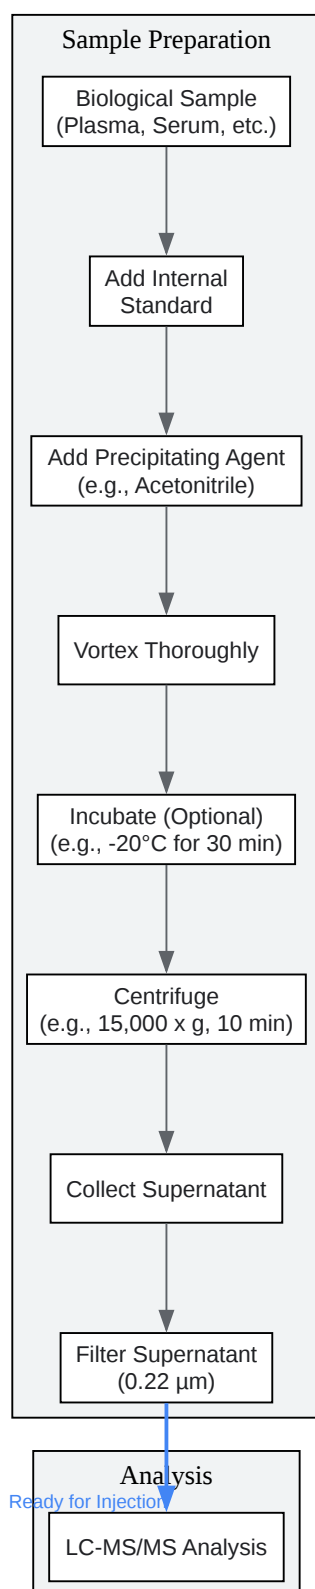 Sample Preparation
Biological Sample
(Plasma, Serum, etc.)
Add Internal
Standard
Add Precipitating Agent
(e.g., Acetonitrile)
Vortex Thoroughly
Incubate (Optional)
(e.g., -20°C for 30 min)
Centrifuge
(e.g., 15,000 x g, 10 min)
Collect Supernatant
Filter Supernatant
(0.22 µm)
Analysis
Ready for Injection
LC-MS/MS Analysis